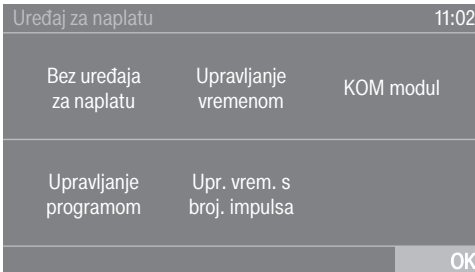 Uređaj za naplatu 11:02
Bez uređaja
za naplatu
Upravljanje
vremenom
KOM modul
Upravljanje
programom
Upr. vrem. s
broj. impulsa
OK